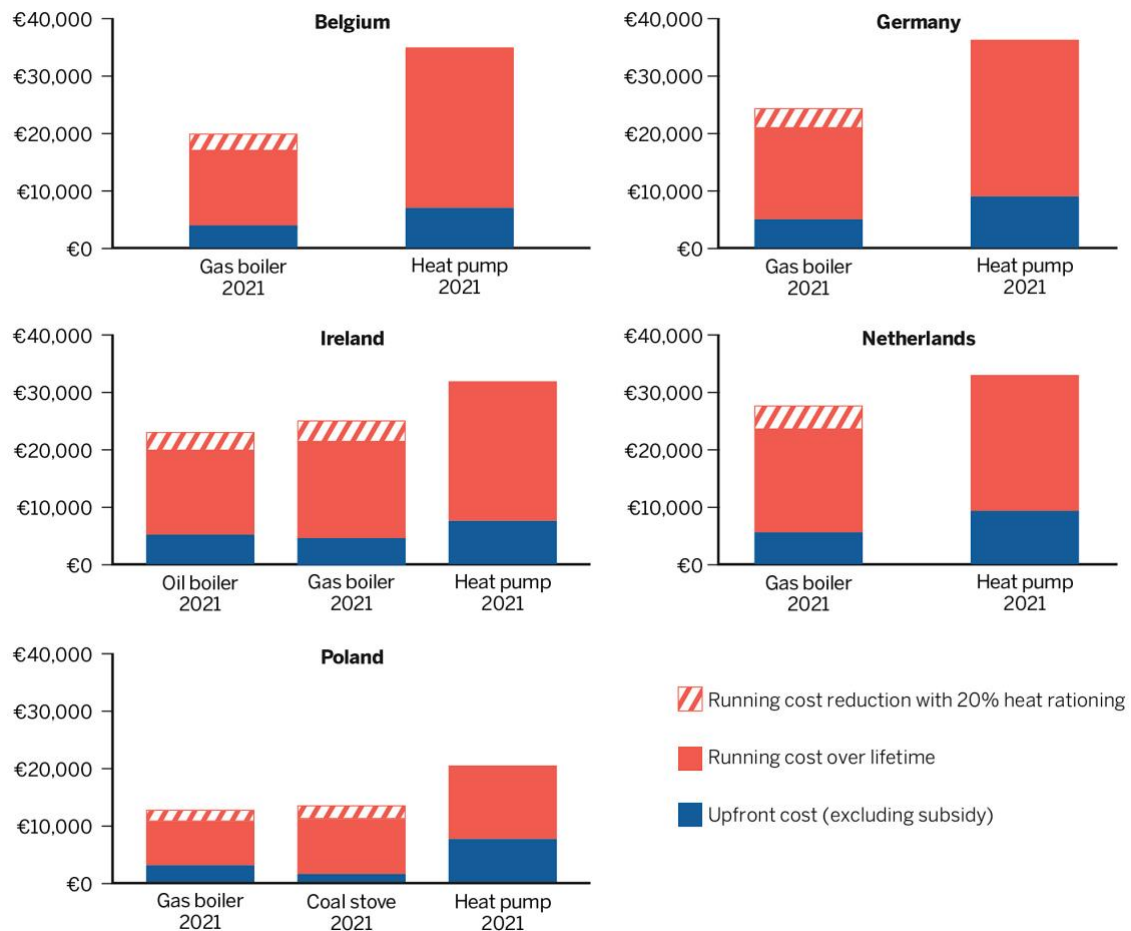 Belgium
€40,000
€30,000
€20,000
€10,000
€0
Gas boiler
2021
Heat pump
2021
Germany
€40,000
€30,000
€20,000
€10,000
€0
Gas boiler
2021
Heat pump
2021
Ireland
€40,000
€30,000
€20,000
€10,000
€0
Oil boiler
2021
Gas boiler
2021
Heat pump
2021
Netherlands
€40,000
€30,000
€20,000
€10,000
€0
Gas boiler
2021
Heat pump
2021
Poland
€40,000
€30,000
€20,000
€10,000
€0
Gas boiler
2021
Coal stove
2021
Heat pump
2021
Running cost reduction with 20% heat rationing
Running cost over lifetime
Upfront cost (excluding subsidy)